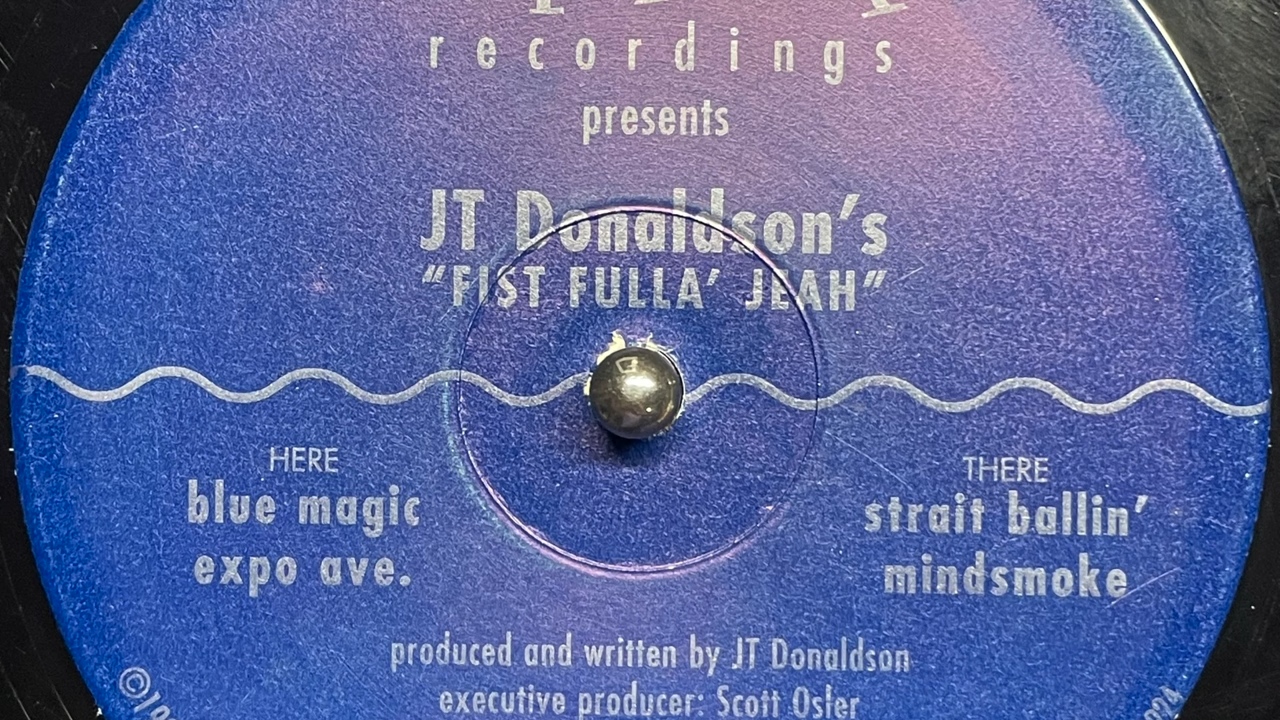 recordings
presents
JT Donaldson's
"FIST FULLA' JEAH"
HERE
blue magic
expo ave.
THERE
strait ballin'
mindsmoke
produced and written by JT Donaldson
executive producer: Scott Osler